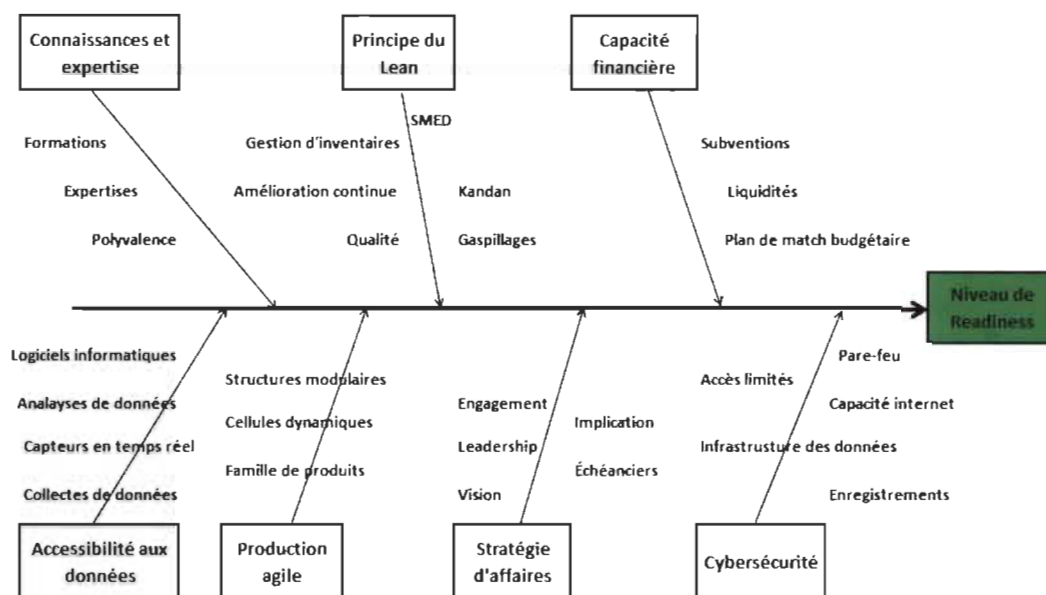 Connaissances et
expertise
Principe du
Lean
Capacité
financière
SMED
Formations
Gestion d'inventaires
Subventions
Expertises
Amélioration continue
Kandan
Liquidités
Polyvalence
Qualité
Gaspillages
Plan de match budgétaire
Niveau de
Readiness
Logiciels informatiques
Structures modulaires
Accès limités
Pare-feu
Analayses de données
Cellules dynamiques
Engagement
Implication
Capacité internet
Capteurs en temps réel
Leadership
Infrastrusture des données
Famille de produits
Échéanciers
Collectes de données
Vision
Enregistrements
Accessibilité aux
données
Production
agile
Stratégie
d'affaires
Cybersécurité